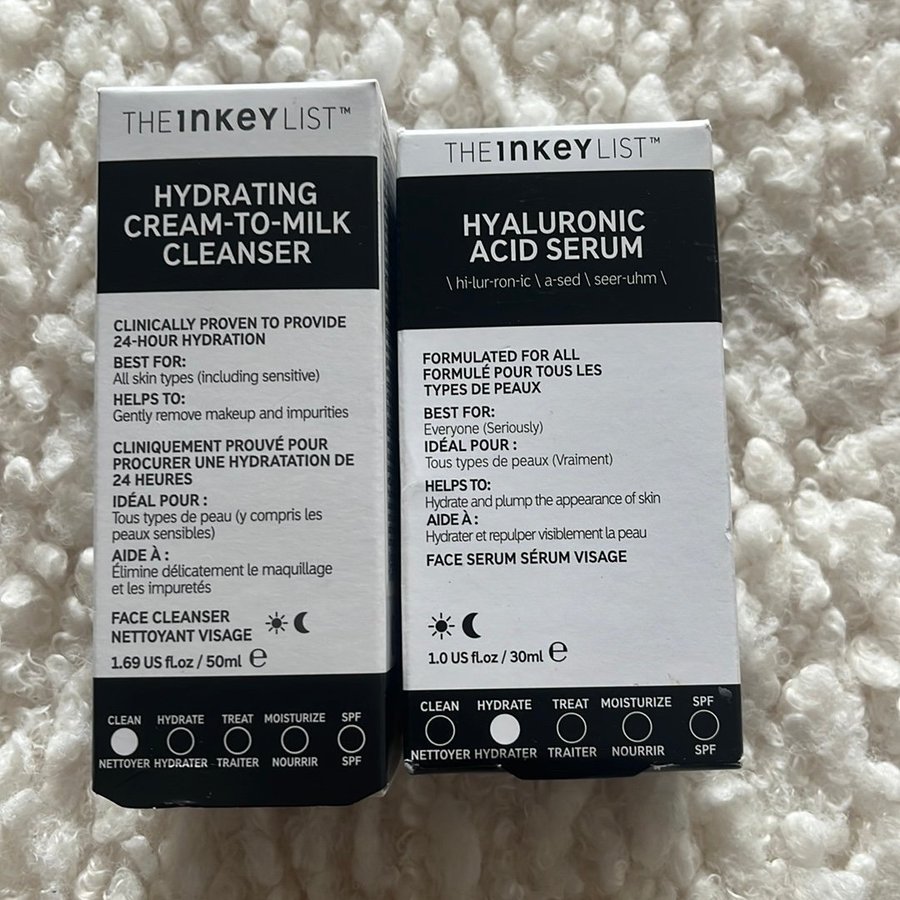 THE INKEY LIST™
HYDRATING
CREAM-TO-MILK
CLEANSER
CLINICALLY PROVEN TO PROVIDE
24-HOUR HYDRATION
BEST FOR:
All skin types (including sensitive)
HELPS TO:
Gently remove makeup and impurities
CLINIQUEMENT PROUVÉ POUR
PROCURER UNE HYDRATATION DE
24 HEURES
IDÉAL POUR :
Tous types de peau (y compris les
peaux sensibles)
AIDE À :
Élimine délicatement le maquillage
et les impuretés
FACE CLEANSER
NETTOYANT VISAGE
1.69 US fl.oz / 50ml ℮
CLEAN HYDRATE TREAT MOISTURIZE SPF
NETTOYER HYDRATER TRAITER NOURRIR SPF
THE INKEY LIST™
HYALURONIC
ACID SERUM
\ hi-lur-ron-ic \ a-sed \ seer-uhm \
FORMULATED FOR ALL
FORMULÉ POUR TOUS LES
TYPES DE PEAUX
BEST FOR:
Everyone (Seriously)
IDÉAL POUR :
Tous types de peaux (Vraiment)
HELPS TO:
Hydrate and plump the appearance of skin
AIDE À :
Hydrater et repulper visiblement la peau
FACE SERUM SÉRUM VISAGE
1.0 US fl.oz / 30ml ℮
CLEAN HYDRATE TREAT MOISTURIZE SPF
NETTOYER HYDRATER TRAITER NOURRIR SPF